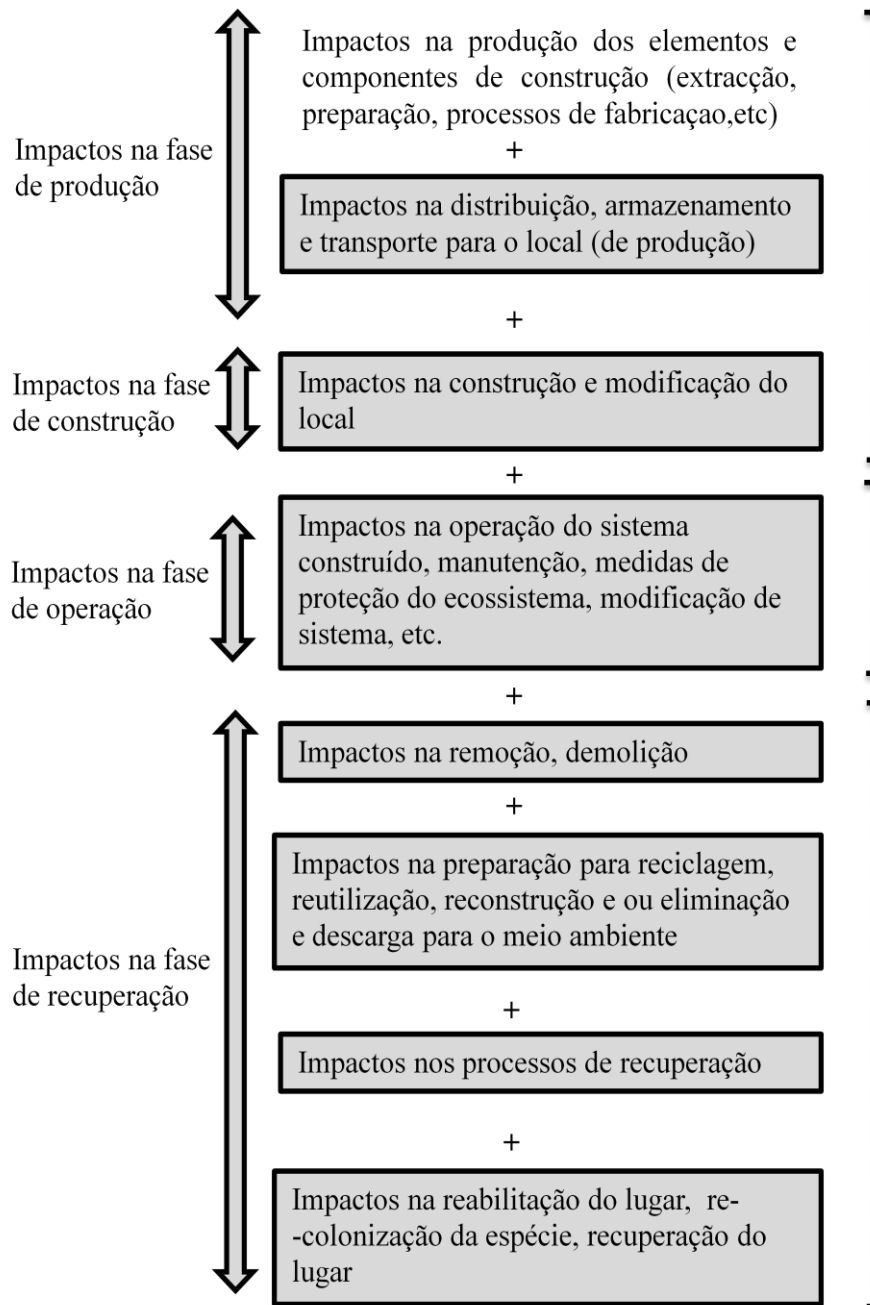 Impactos na produção dos elementos e
componentes de construção (extracção,
preparação, processos de fabricaçao,etc)
Impactos na fase
de produção
+
Impactos na distribuição, armazenamento
e transporte para o local (de produção)
+
Impactos na fase
de construção
Impactos na construção e modificação do
local
+
Impactos na fase
de operação
Impactos na operação do sistema
construído, manutenção, medidas de
proteção do ecossistema, modificação de
sistema, etc.
+
Impactos na remoção, demolição
+
Impactos na preparação para reciclagem,
reutilização, reconstrução e ou eliminação
e descarga para o meio ambiente
Impactos na fase
de recuperação
+
Impactos nos processos de recuperação
+
Impactos na reabilitação do lugar, re-
-colonização da espécie, recuperação do
lugar